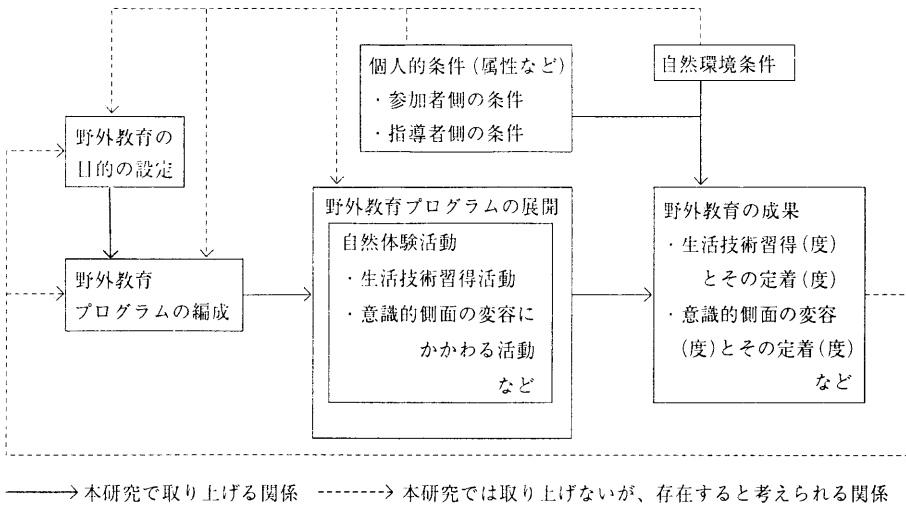 個人的条件(属性など)
・参加者側の条件
・指導者側の条件
自然環境条件
野外教育の
目的の設定
野外教育
プログラムの編成
野外教育プログラムの展開
自然体験活動
・生活技術習得活動
・意識的側面の変容に
かかわる活動
など
野外教育の成果
・生活技術習得(度)
とその定着(度)
・意識的側面の変容
(度)とその定着(度)
など
本研究で取り上げる関係
本研究では取り上げないが、存在すると考えられる関係